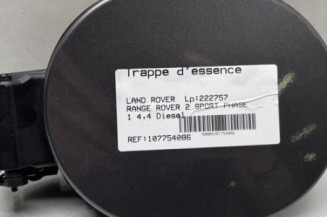 Trappe d'essence
LAND ROVER Lp:222757
RANGE ROVER 2 SPORT PHASE
1 4.4 Diesel
REF:107754086